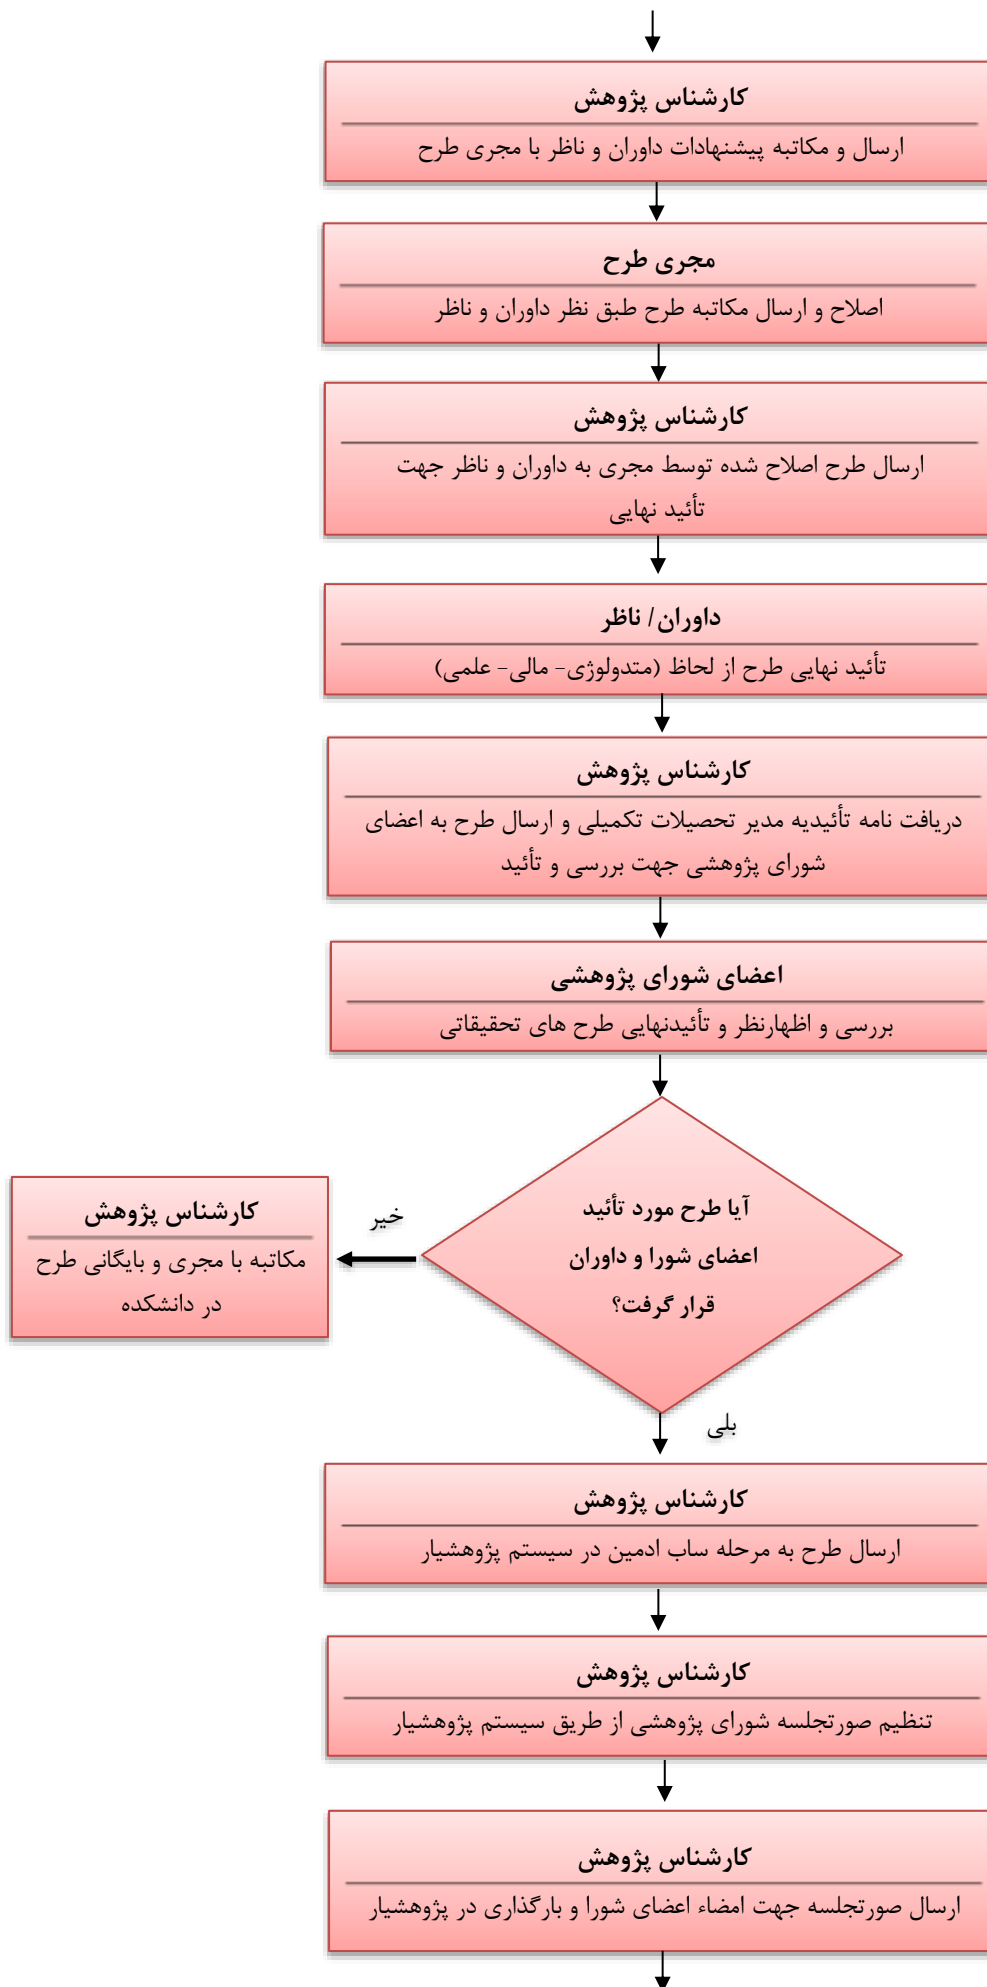 کارشناس پژوهش
ارسال و مکاتبه پیشنهادات داوران و ناظر با مجری طرح
مجری طرح
اصلاح و ارسال مکاتبه طرح طبق نظر داوران و ناظر
کارشناس پژوهش
ارسال طرح اصلاح شده توسط مجری به داوران و ناظر جهت
تأئید نهایی
داوران/ ناظر
تأئید نهایی طرح از لحاظ (متدولوژی- مالی- علمی)
کارشناس پژوهش
دریافت نامه تأئیدیه مدیر تحصیلات تکمیلی و ارسال طرح به اعضای
شورای پژوهشی جهت بررسی و تأئید
اعضای شورای پژوهشی
بررسی و اظهارنظر و تأئیدنهایی طرح های تحقیقاتی
آیا طرح مورد تأئید
اعضای شورا و داوران
قرار گرفت؟
خیر
کارشناس پژوهش
مکاتبه با مجری و بایگانی طرح
در دانشکده
بلی
کارشناس پژوهش
ارسال طرح به مرحله ساب ادمین در سیستم پژوهشیار
کارشناس پژوهش
تنظیم صورتجلسه شورای پژوهشی از طریق سیستم پژوهشیار
کارشناس پژوهش
ارسال صورتجلسه جهت امضاء اعضای شورا و بارگذاری در پژوهشیار